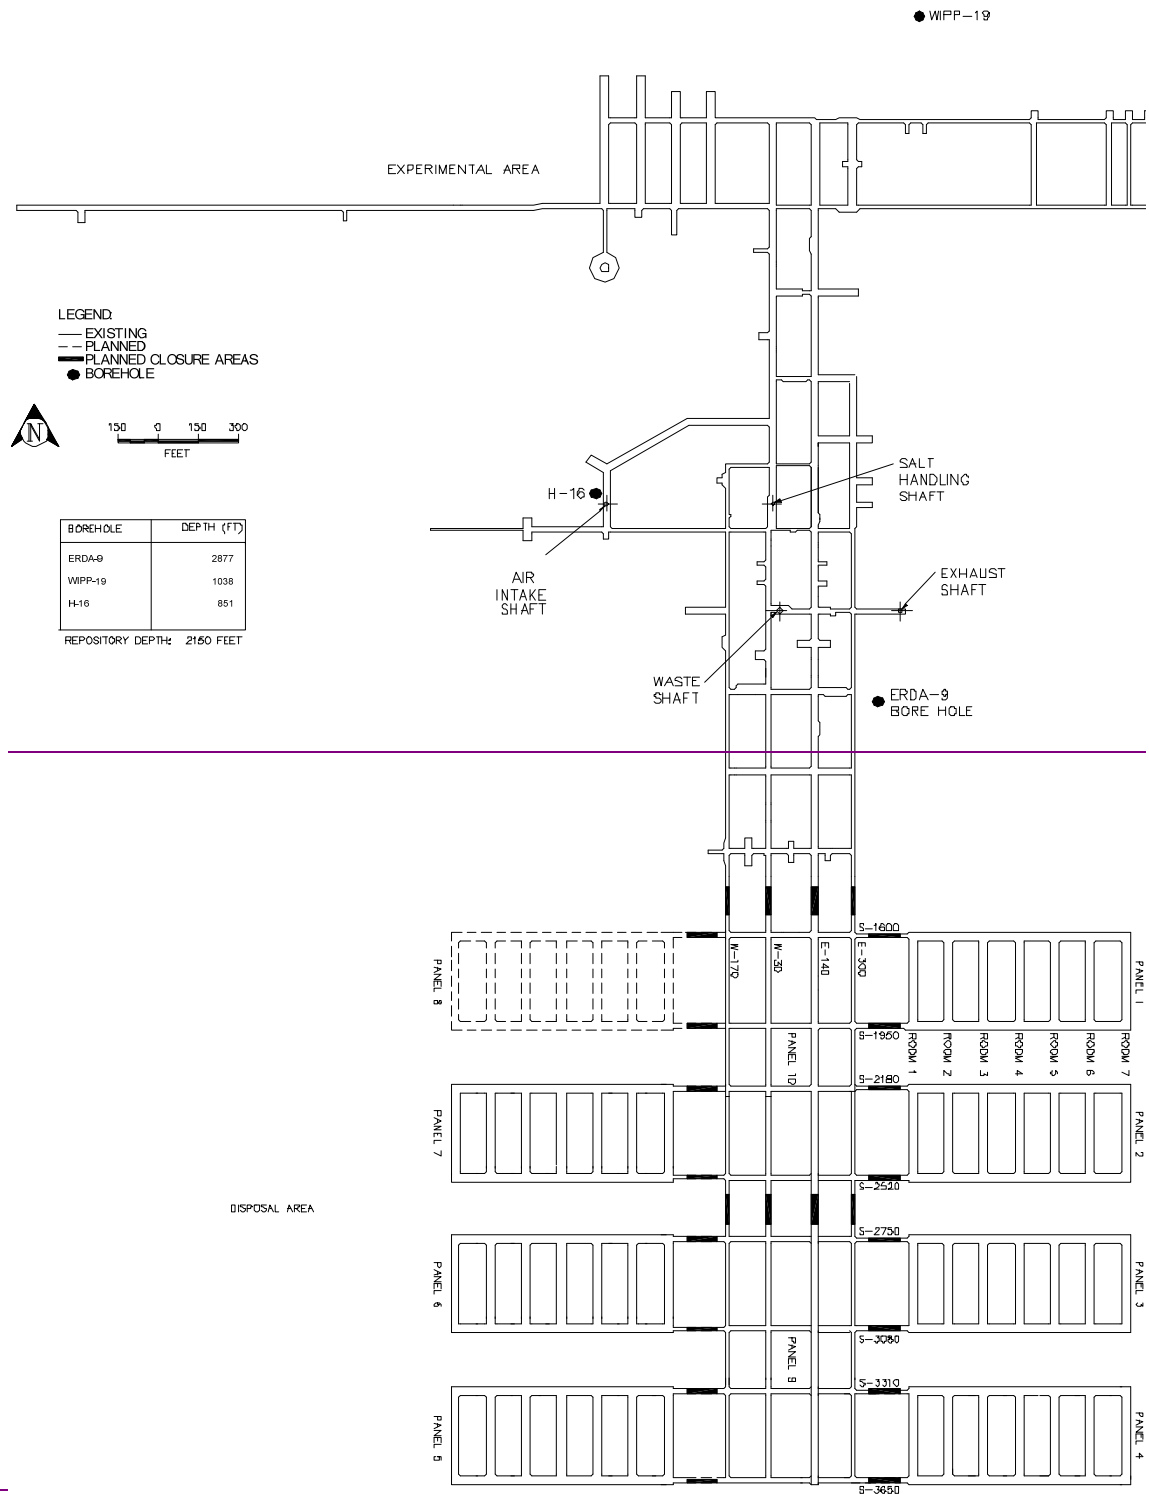 WIPP-19
EXPERIMENTAL AREA
LEGEND:
EXISTING
PLANNED
PLANNED CLOSURE AREAS
BOREHOLE
N
150 0 150 300
FEET
SALT
HANDLING
SHAFT
H-16
BOREHOLE DEPTH (FT)
ERDA-9 2877
WIPP-19 1038
H-16 851
REPOSITORY DEPTH: 2150 FEET
AIR
INTAKE
SHAFT
EXHAUST
SHAFT
WASTE
SHAFT
ERDA-9
BORE HOLE
S-1600
W-170
W-30
E-140
E-300
PANEL 8
PANEL 1
S-1950
PANEL 10
ROOM 1
ROOM 2
ROOM 3
ROOM 4
ROOM 5
ROOM 6
ROOM 7
S-2180
PANEL 7
PANEL 2
S-2520
DISPOSAL AREA
S-2750
PANEL 6
PANEL 3
S-3080
PANEL 9
S-3310
PANEL 5
PANEL 4
S-3650